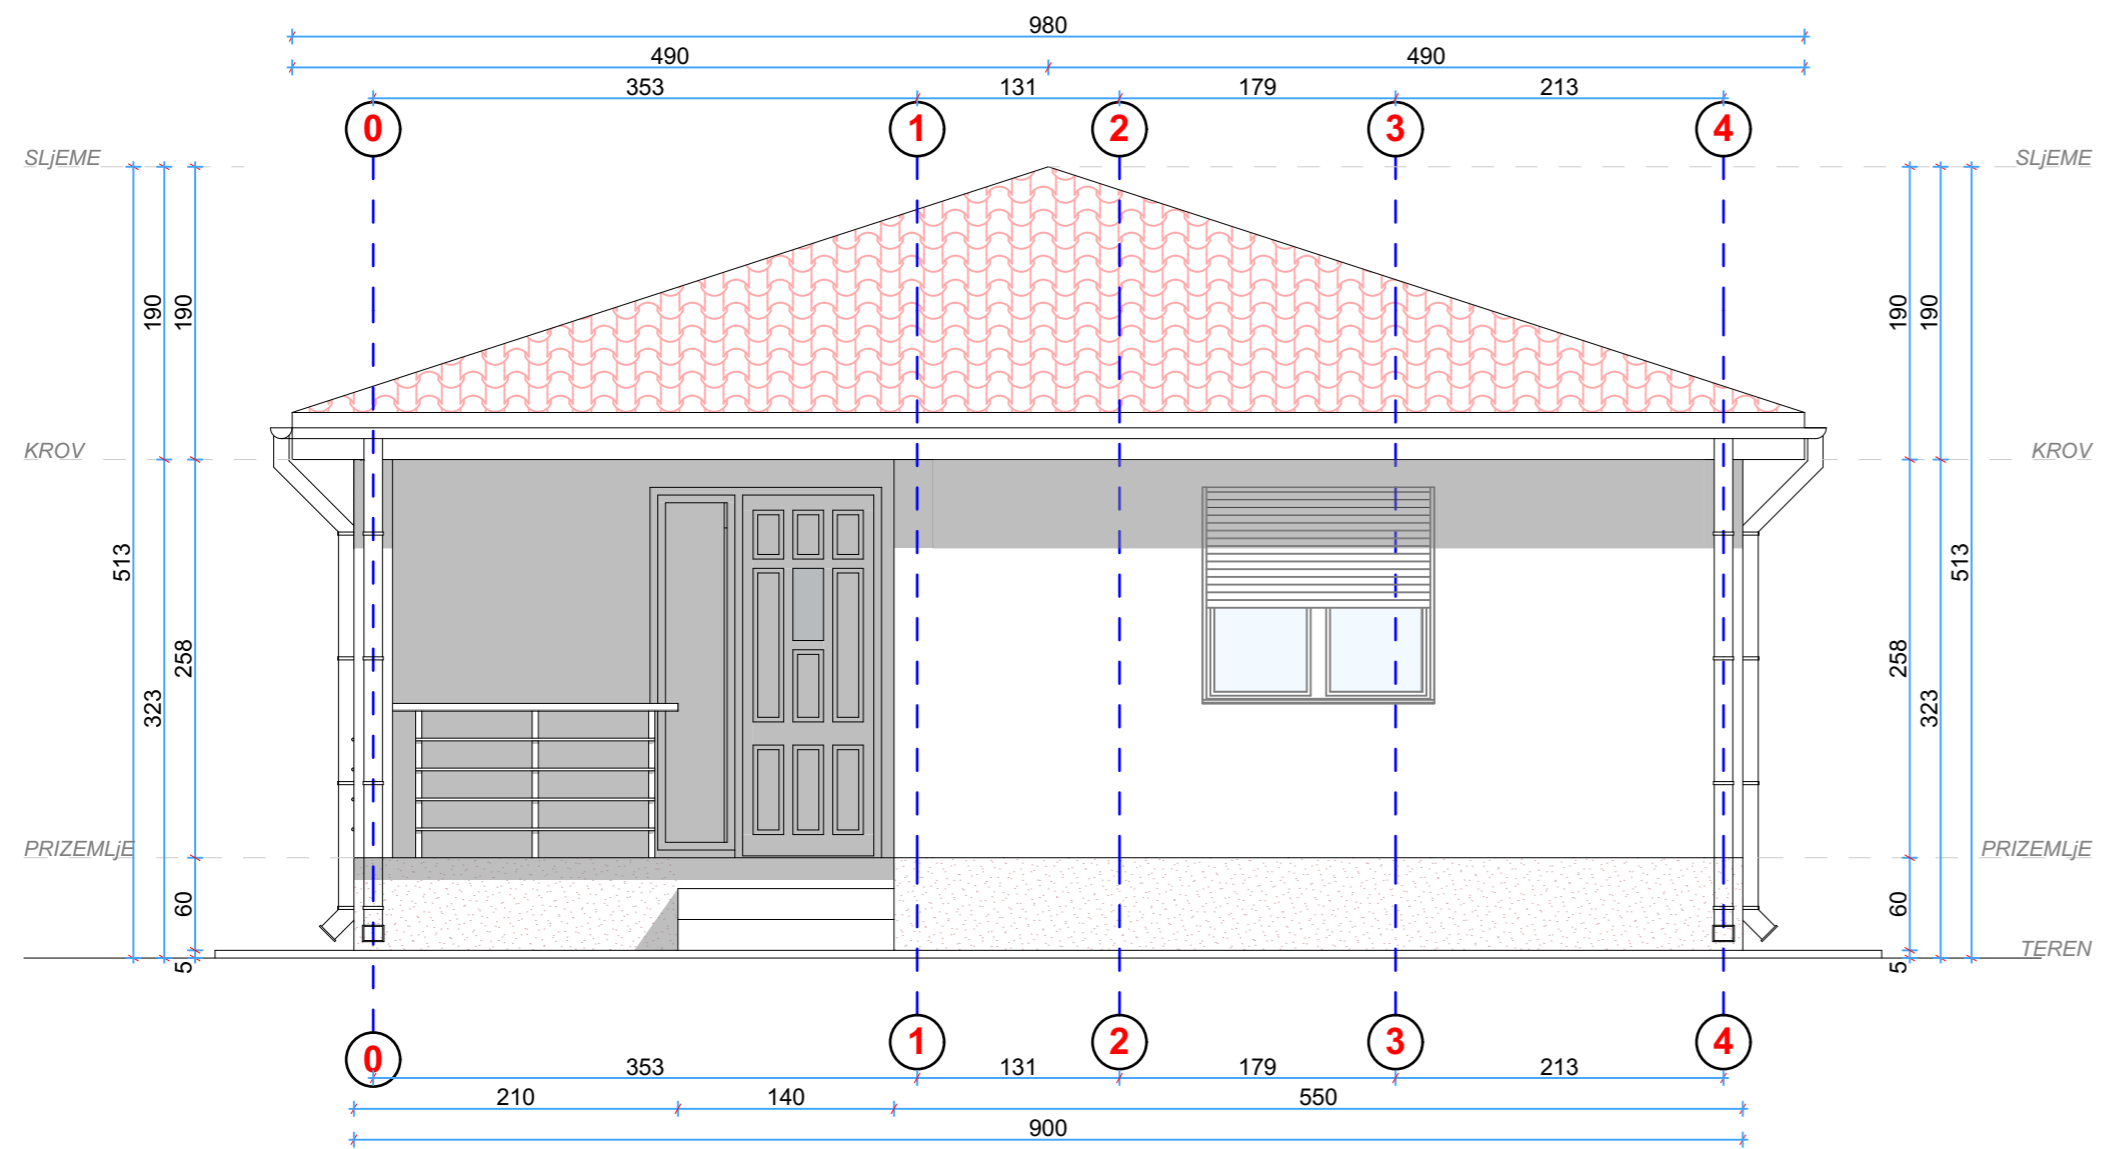 980
490 490
353 131 179 213
0 1 2 3 4
SLjEME SLjEME
190 190 190 190
KROV KROV
513 513
258 258
323 323
PRIZEMLjE PRIZEMLjE
60 60
TEREN
5 5
0 1 2 3 4
353 131 179 213
210 140 550
900